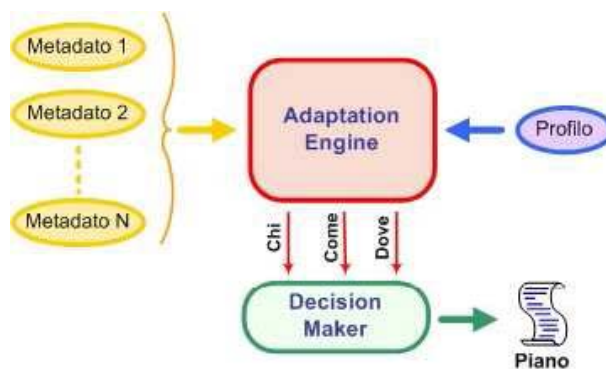 Metadato 1
Metadato 2
Metadato N
Adaptation
Engine
Profilo
Chi
Come
Dove
Decision
Maker
Piano